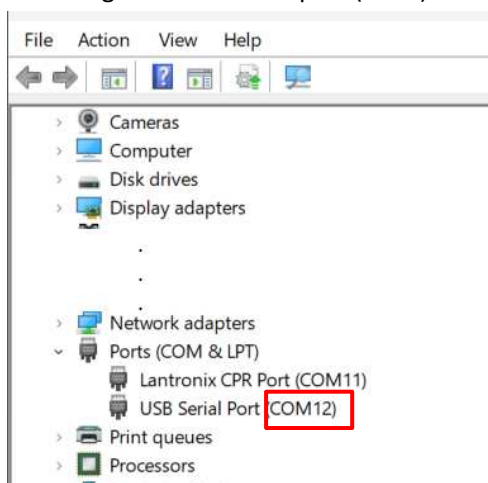 File Action View Help
Cameras
Computer
Disk drives
Display adapters
.
.
.
Network adapters
Ports (COM & LPT)
Lantronix CPR Port (COM11)
USB Serial Port (COM12)
Print queues
Processors